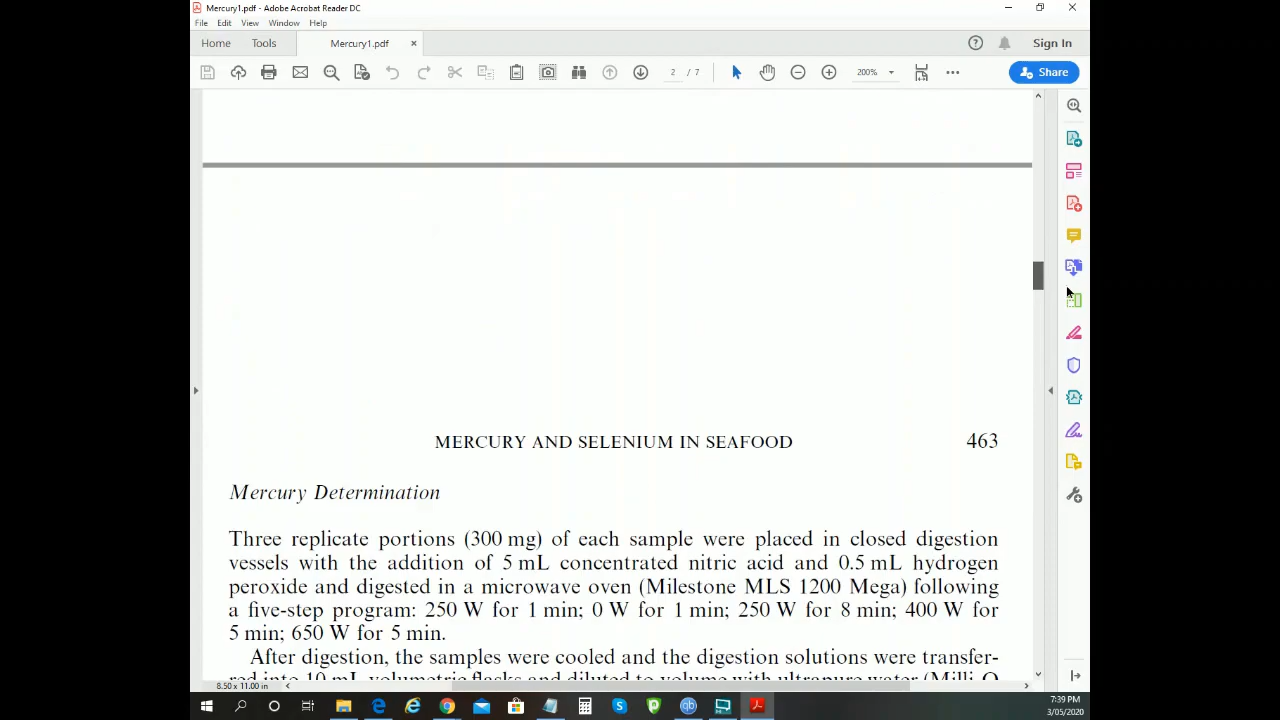 Mercury1.pdf - Adobe Acrobat Reader DC
File Edit View Window Help
Home Tools Mercury1.pdf × Sign In
2 / 7 200% Share
MERCURY AND SELENIUM IN SEAFOOD 463
Mercury Determination
Three replicate portions (300 mg) of each sample were placed in closed digestion
vessels with the addition of 5 mL concentrated nitric acid and 0.5 mL hydrogen
peroxide and digested in a microwave oven (Milestone MLS 1200 Mega) following
a five-step program: 250 W for 1 min; 0 W for 1 min; 250 W for 8 min; 400 W for
5 min; 650 W for 5 min.
After digestion, the samples were cooled and the digestion solutions were transfer-
red into 10 mL volumetric flasks and diluted to volume with ultrapure water (Milli-Q
8.50 x 11.00 in
7:39 PM
3/05/2020